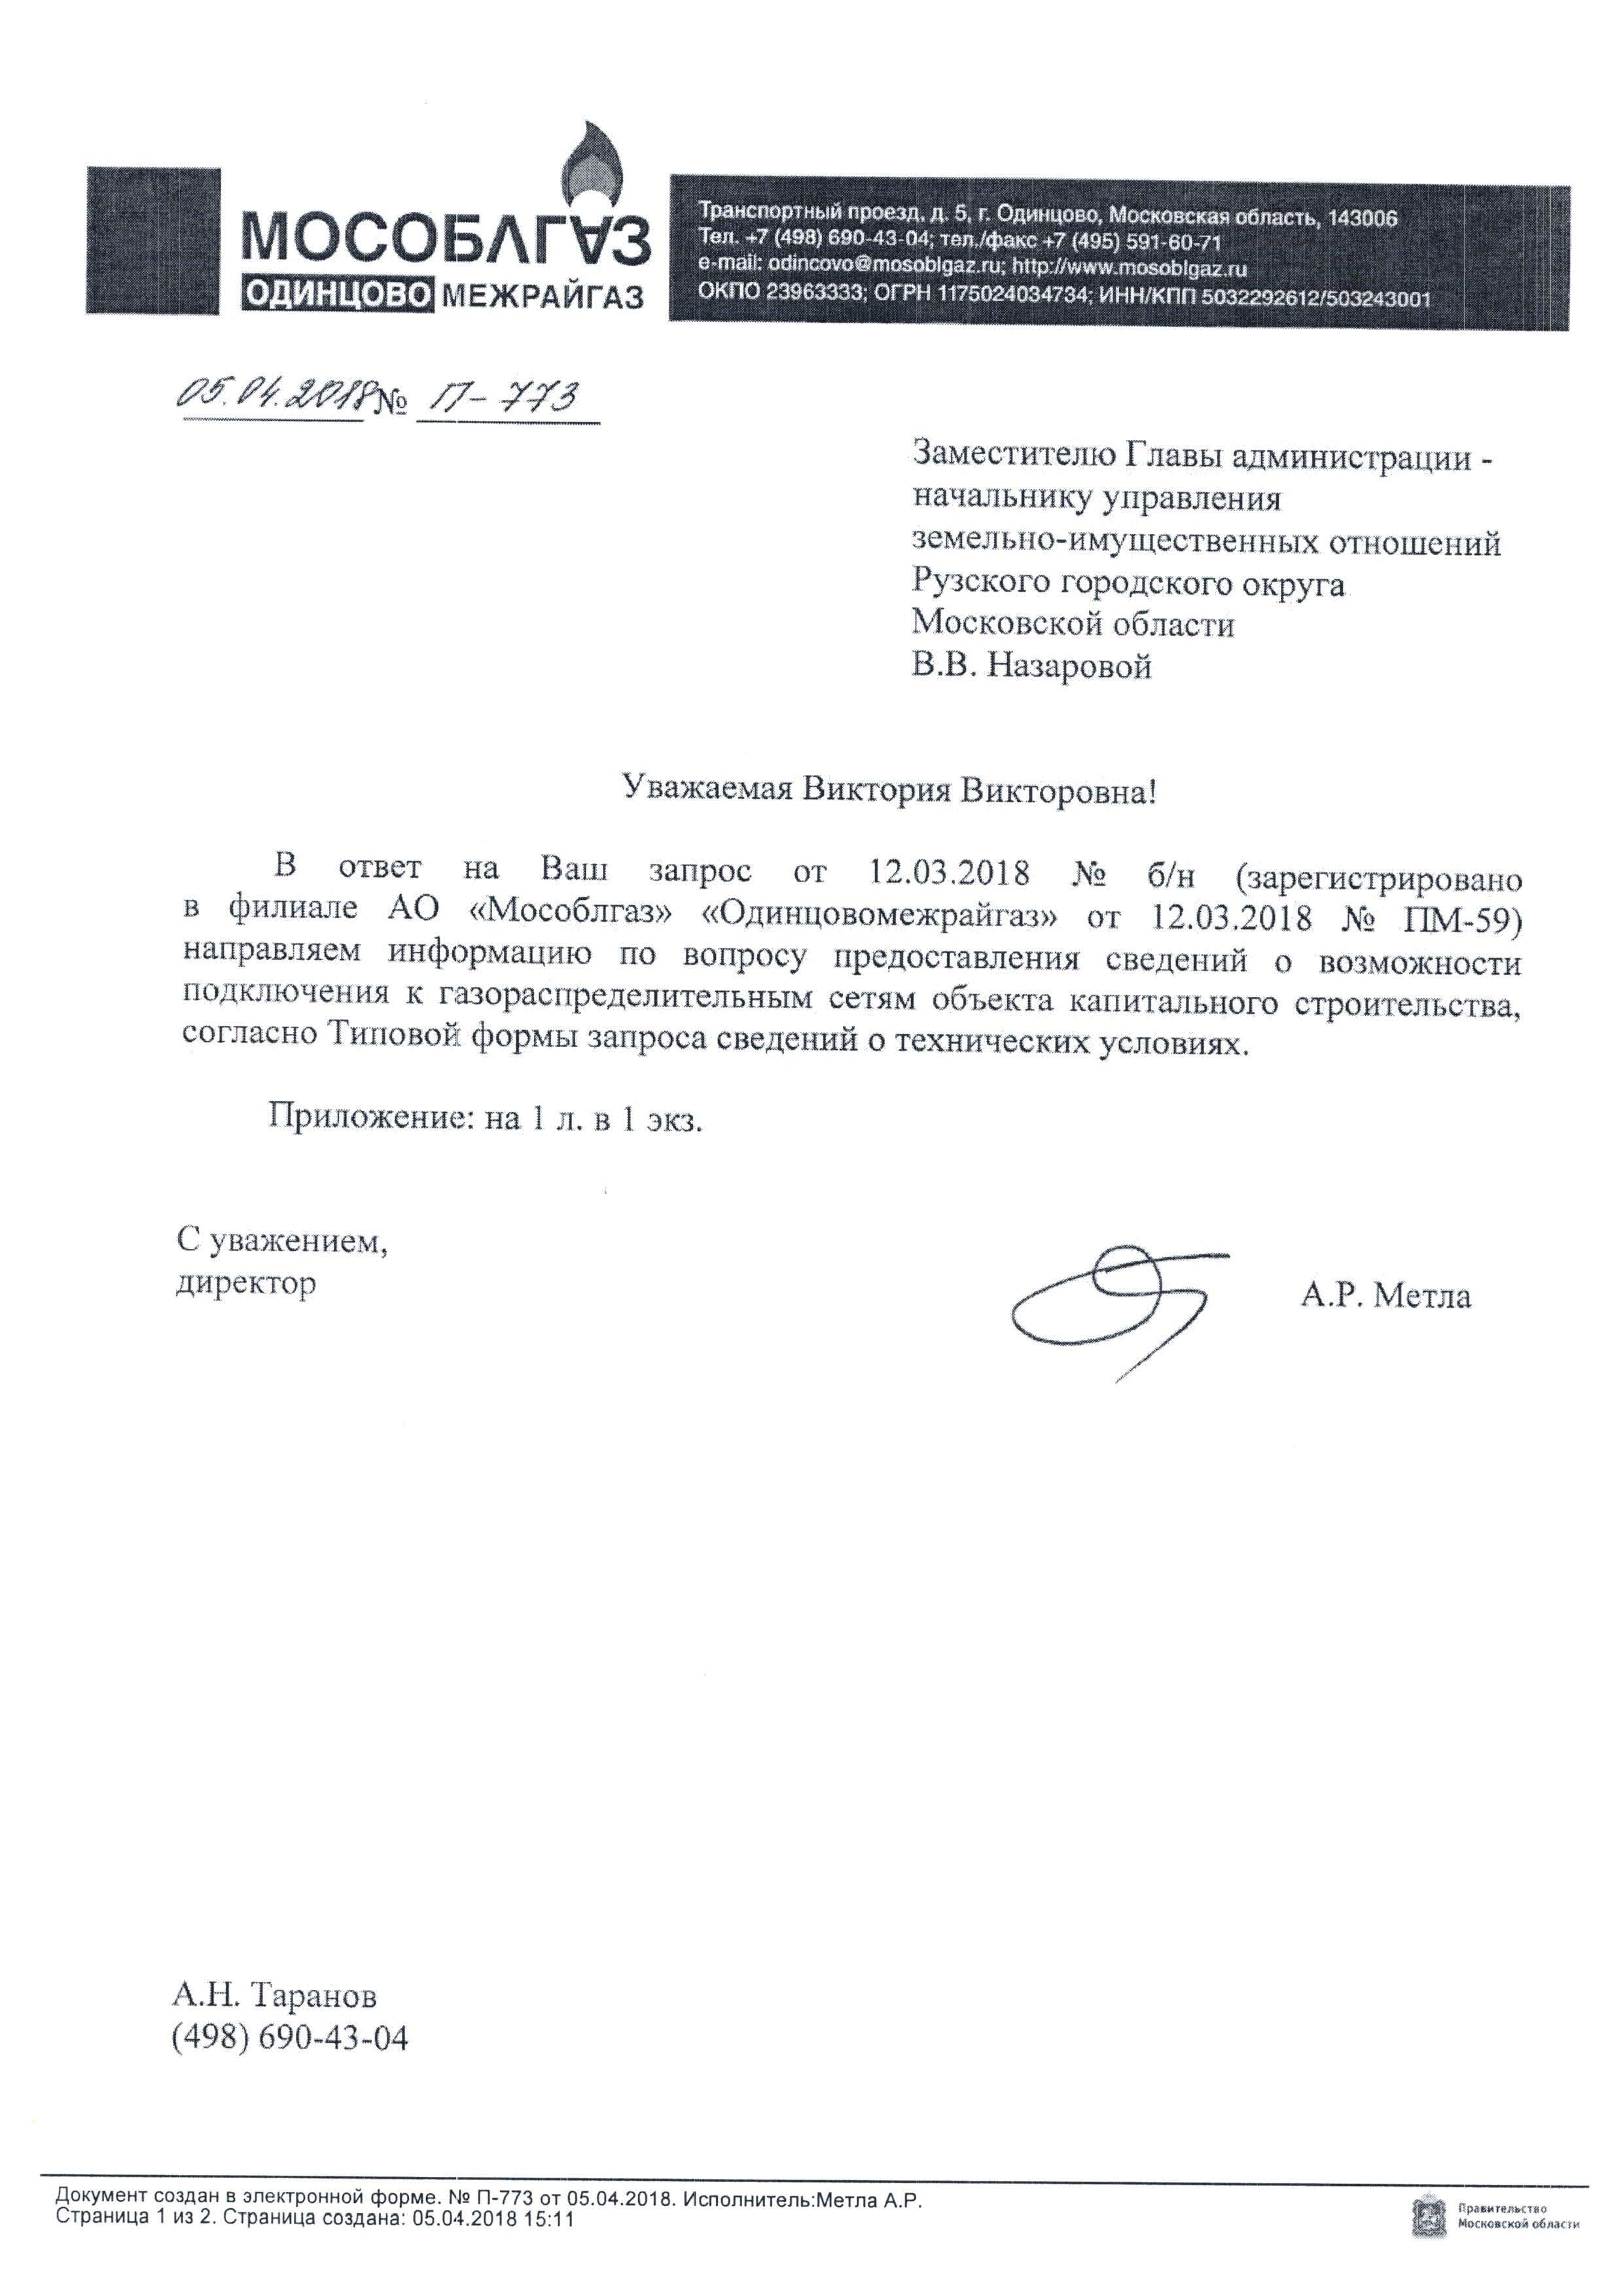 МОСОБЛГАЗ
ОДИНЦОВО МЕЖРАЙГАЗ
Транспортный проезд, д. 5, г. Одинцово, Московская область, 143006
Тел. +7 (498) 690-43-04; тел./факс +7 (495) 591-60-71
e-mail: odincovo@mosoblgaz.ru; http://www.mosoblgaz.ru
ОКПО 23963333; ОГРН 1175024034734; ИНН/КПП 5032292612/503243001
05.04.2018 № П-773
Заместителю Главы администрации -
начальнику управления
земельно-имущественных отношений
Рузского городского округа
Московской области
В.В. Назаровой
Уважаемая Виктория Викторовна!
В ответ на Ваш запрос от 12.03.2018 № б/н (зарегистрировано
в филиале АО «Мособлгаз» «Одинцовомежрайгаз» от 12.03.2018 № ПМ-59)
направляем информацию по вопросу предоставления сведений о возможности
подключения к газораспределительным сетям объекта капитального строительства,
согласно Типовой формы запроса сведений о технических условиях.
Приложение: на 1 л. в 1 экз.
С уважением,
директор
А.Р. Метла
А.Н. Таранов
(498) 690-43-04
Документ создан в электронной форме. № П-773 от 05.04.2018. Исполнитель:Метла А.Р.
Страница 1 из 2. Страница создана: 05.04.2018 15:11
Правительство
Московской области